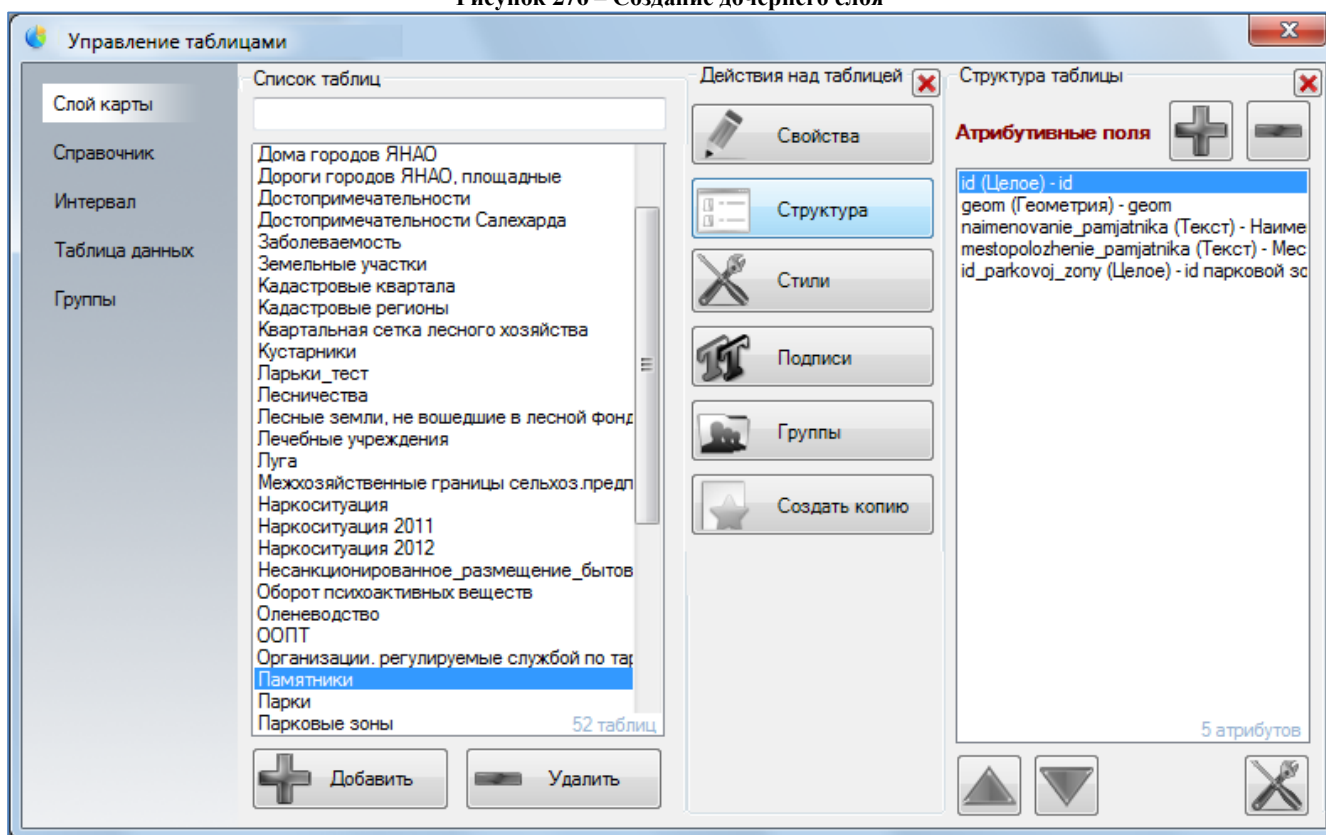 Рисунок 276 – Создание дочернего слоя
Управление таблицами
Слой карты
Справочник
Интервал
Таблица данных
Группы
Список таблиц
Дома городов ЯНАО
Дороги городов ЯНАО, площадные
Достопримечательности
Достопримечательности Салехарда
Заболеваемость
Земельные участки
Кадастровые квартала
Кадастровые регионы
Квартальная сетка лесного хозяйства
Кустарники
Ларьки_тест
Лесничества
Лесные земли, не вошедшие в лесной фонд
Лечебные учреждения
Луга
Межхозяйственные границы сельхоз.предп
Наркоситуация
Наркоситуация 2011
Наркоситуация 2012
Несанкционированное_размещение_бытов
Оборот психоактивных веществ
Оленеводство
ООПТ
Организации. регулируемые службой по тар
Памятники
Парки
Парковые зоны
52 таблиц
Добавить
Удалить
Действия над таблицей
Свойства
Структура
Стили
Подписи
Группы
Создать копию
Структура таблицы
Атрибутивные поля
id (Целое) - id
geom (Геометрия) - geom
naimenovanie_pamjatnika (Текст) - Наиме
mestopolozhenie_pamjatnika (Текст) - Мес
id_parkovoj_zony (Целое) - id парковой зо
5 атрибутов